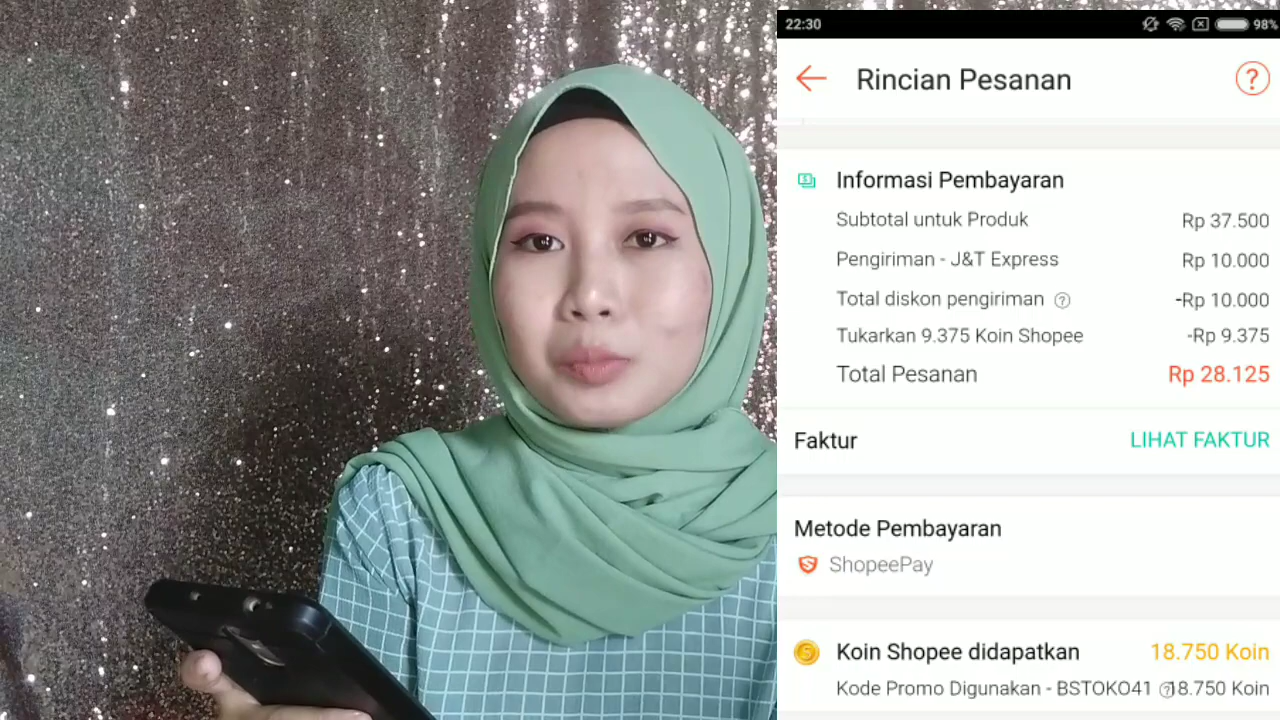 22:30 98%
Rincian Pesanan ?
Informasi Pembayaran
Subtotal untuk Produk Rp 37.500
Pengiriman - J&T Express Rp 10.000
Total diskon pengiriman ? -Rp 10.000
Tukarkan 9.375 Koin Shopee -Rp 9.375
Total Pesanan Rp 28.125
Faktur LIHAT FAKTUR
Metode Pembayaran
ShopeePay
Koin Shopee didapatkan 18.750 Koin
Kode Promo Digunakan - BSTOKO41 ? 18.750 Koin